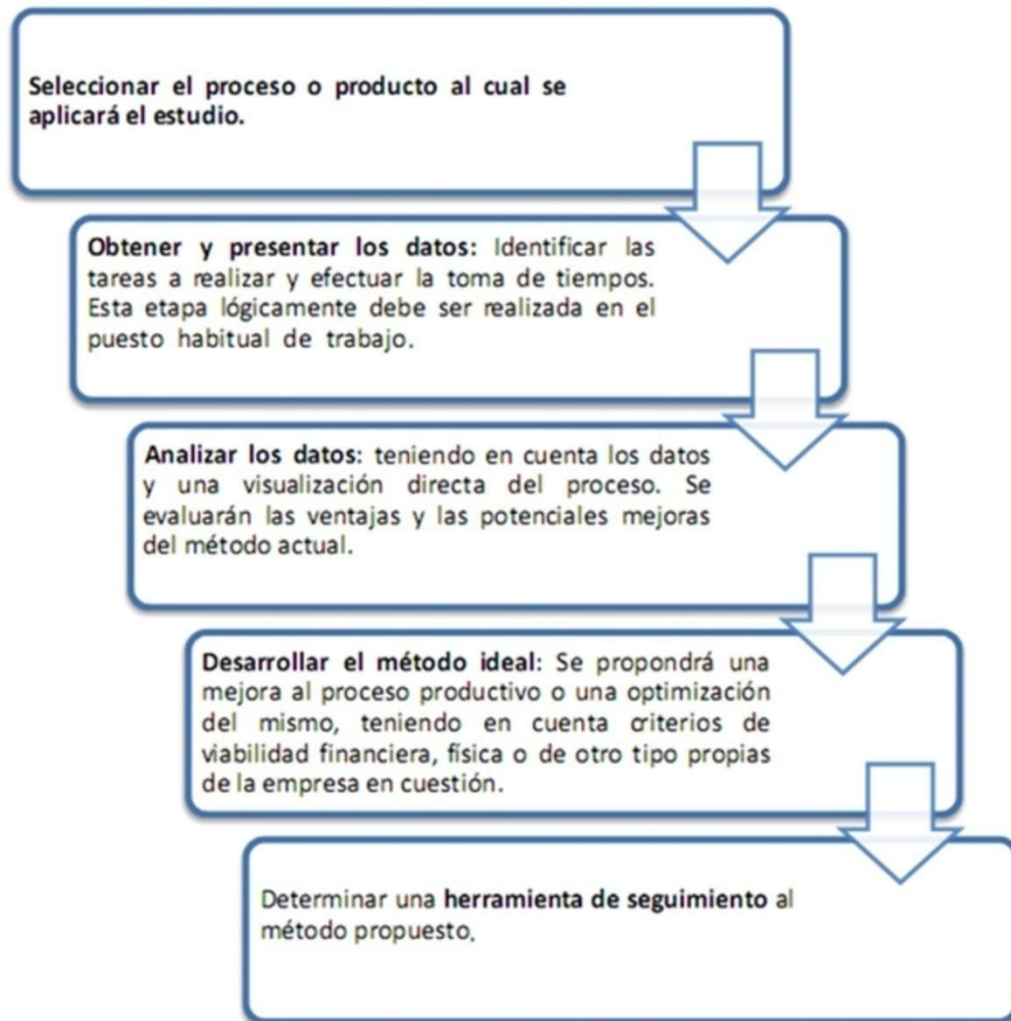 Seleccionar el proceso o producto al cual se
aplicará el estudio.
Obtener y presentar los datos: Identificar las
tareas a realizar y efectuar la toma de tiempos.
Esta etapa lógicamente debe ser realizada en el
puesto habitual de trabajo.
Analizar los datos: teniendo en cuenta los datos
y una visualización directa del proceso. Se
evaluarán las ventajas y las potenciales mejoras
del método actual.
Desarrollar el método ideal: Se propondrá una
mejora al proceso productivo o una optimización
del mismo, teniendo en cuenta criterios de
viabilidad financiera, física o de otro tipo propias
de la empresa en cuestión.
Determinar una herramienta de seguimiento al
método propuesto.